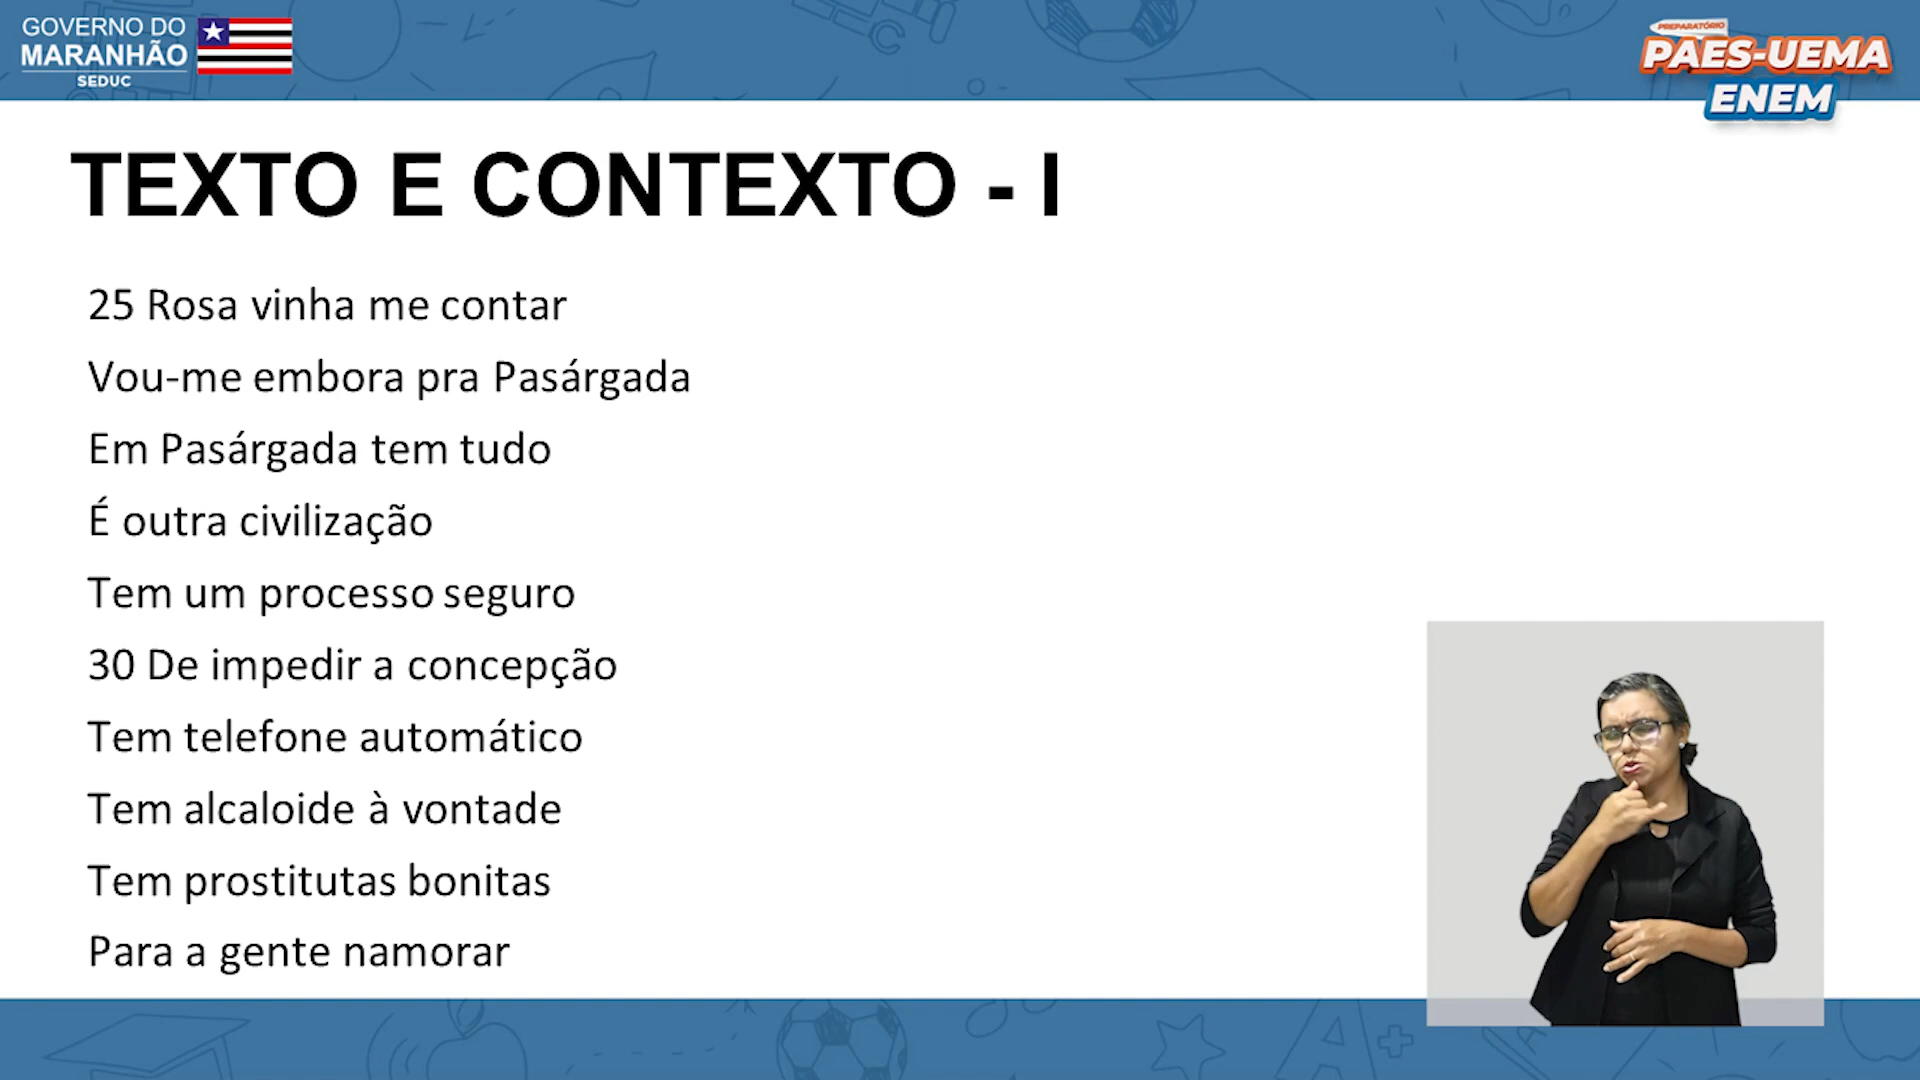 GOVERNO DO
MARANHÃO
SEDUC
PREPARATÓRIO
PAES-UEMA
ENEM
TEXTO E CONTEXTO - I
25 Rosa vinha me contar
Vou-me embora pra Pasárgada
Em Pasárgada tem tudo
É outra civilização
Tem um processo seguro
30 De impedir a concepção
Tem telefone automático
Tem alcaloide à vontade
Tem prostitutas bonitas
Para a gente namorar